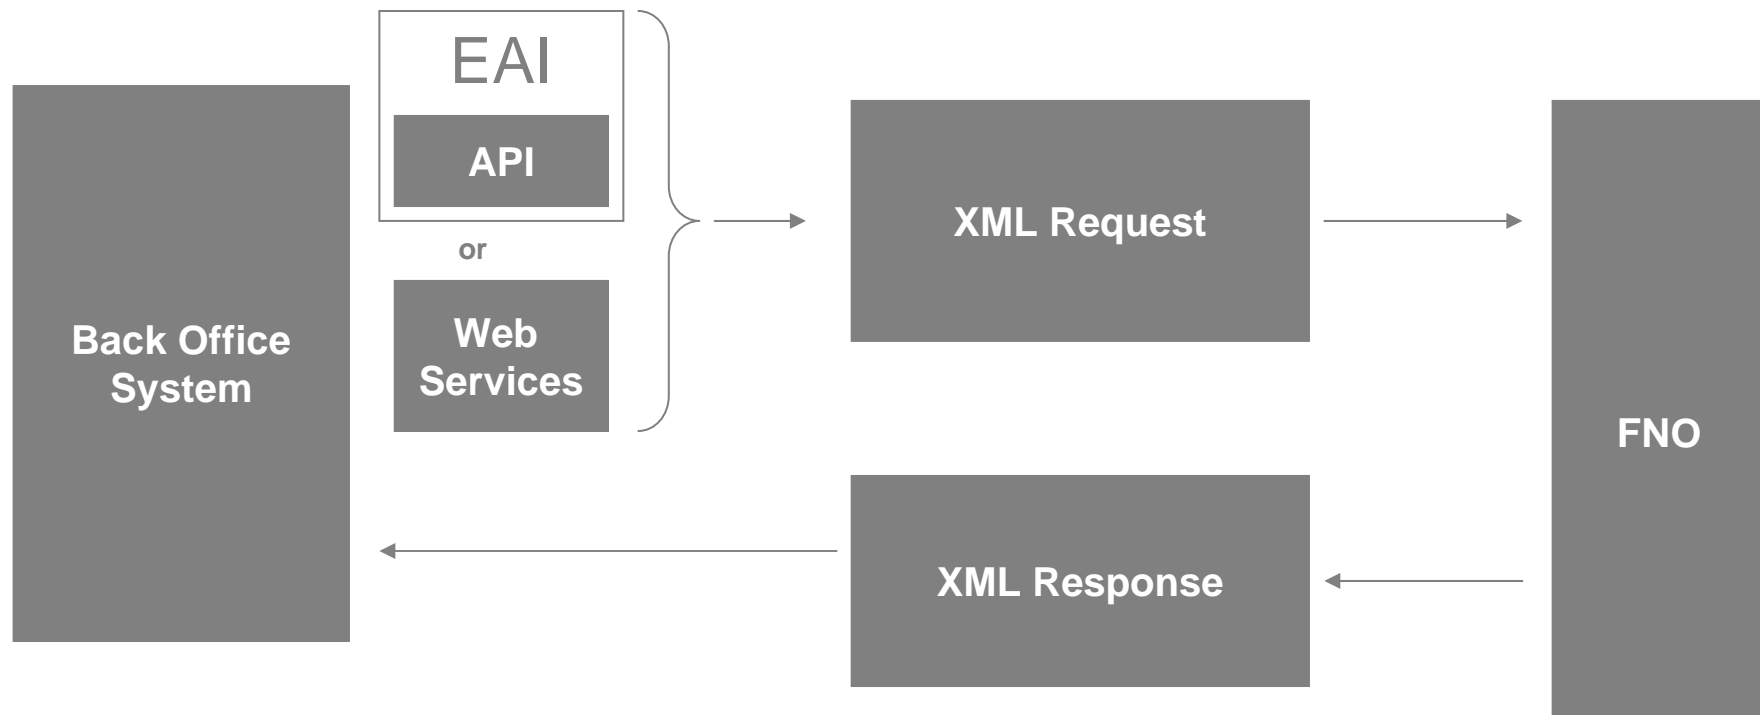 Back Office
System
EAI
API
or
Web
Services
XML Request
XML Response
FNO